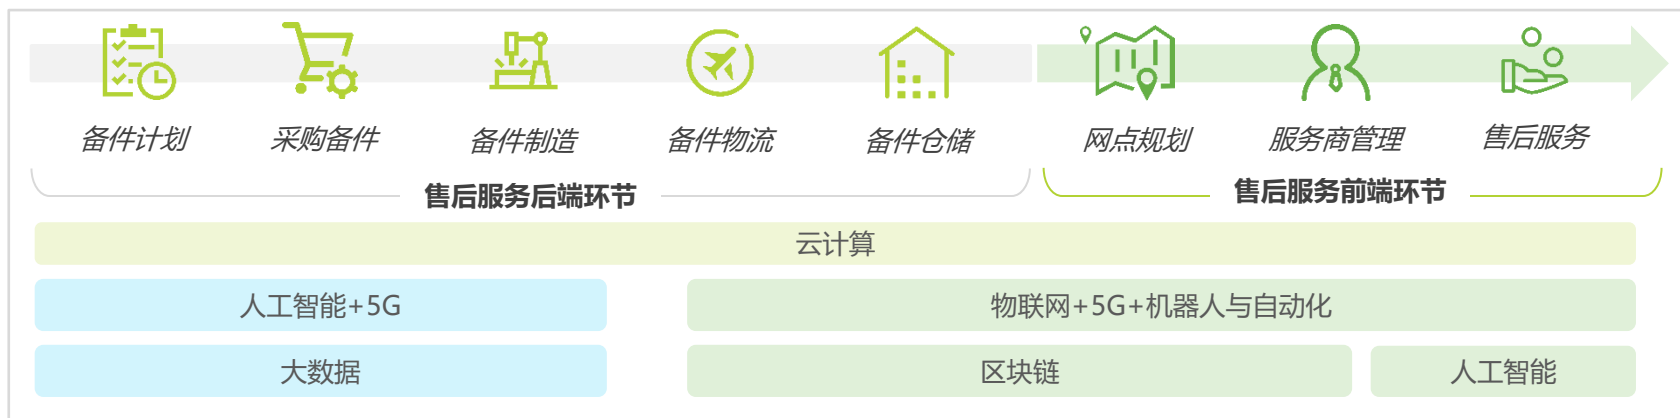 备件计划
采购备件
备件制造
备件物流
备件仓储
网点规划
服务商管理
售后服务
售后服务后端环节
售后服务前端环节
云计算
人工智能+5G
物联网+5G+机器人与自动化
大数据
区块链
人工智能